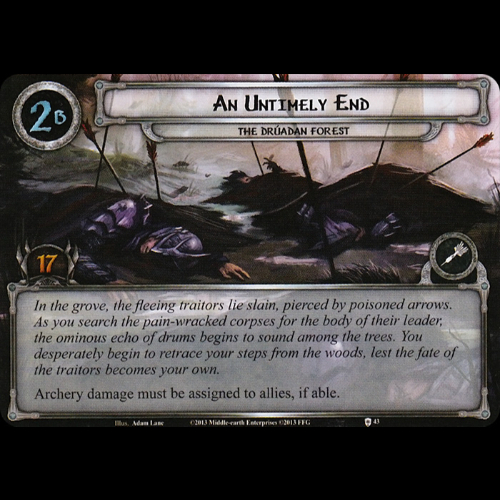 2B
AN UNTIMELY END
THE DRÚADAN FOREST
17
In the grove, the fleeing traitors lie slain, pierced by poisoned arrows.
As you search the pain-wracked corpses for the body of their leader,
the ominous echo of drums begins to sound among the trees. You
desperately begin to retrace your steps from the woods, lest the fate of
the traitors becomes your own.
Archery damage must be assigned to allies, if able.
Illus. Adam Lane ©2013 Middle-earth Enterprises ©2013 FFG 43